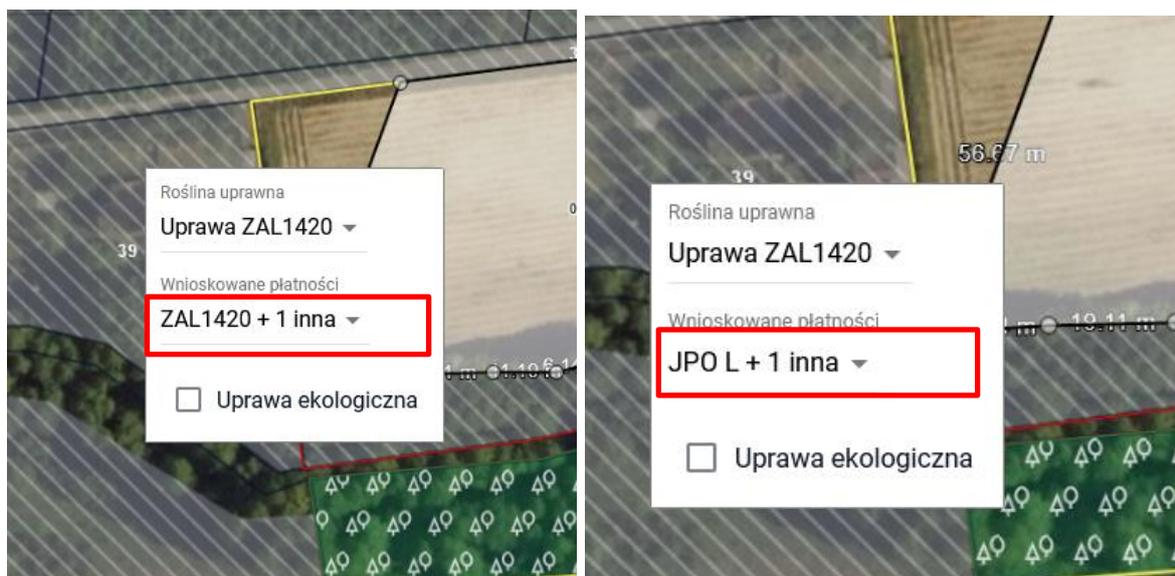 39
Roślina uprawna
Uprawa ZAL1420
Wnioskowane płatności
ZAL1420 + 1 inna
Uprawa ekologiczna
56.67 m
39
Roślina uprawna
Uprawa ZAL1420
Wnioskowane płatności
JPO L + 1 inna
19.11 m
Uprawa ekologiczna